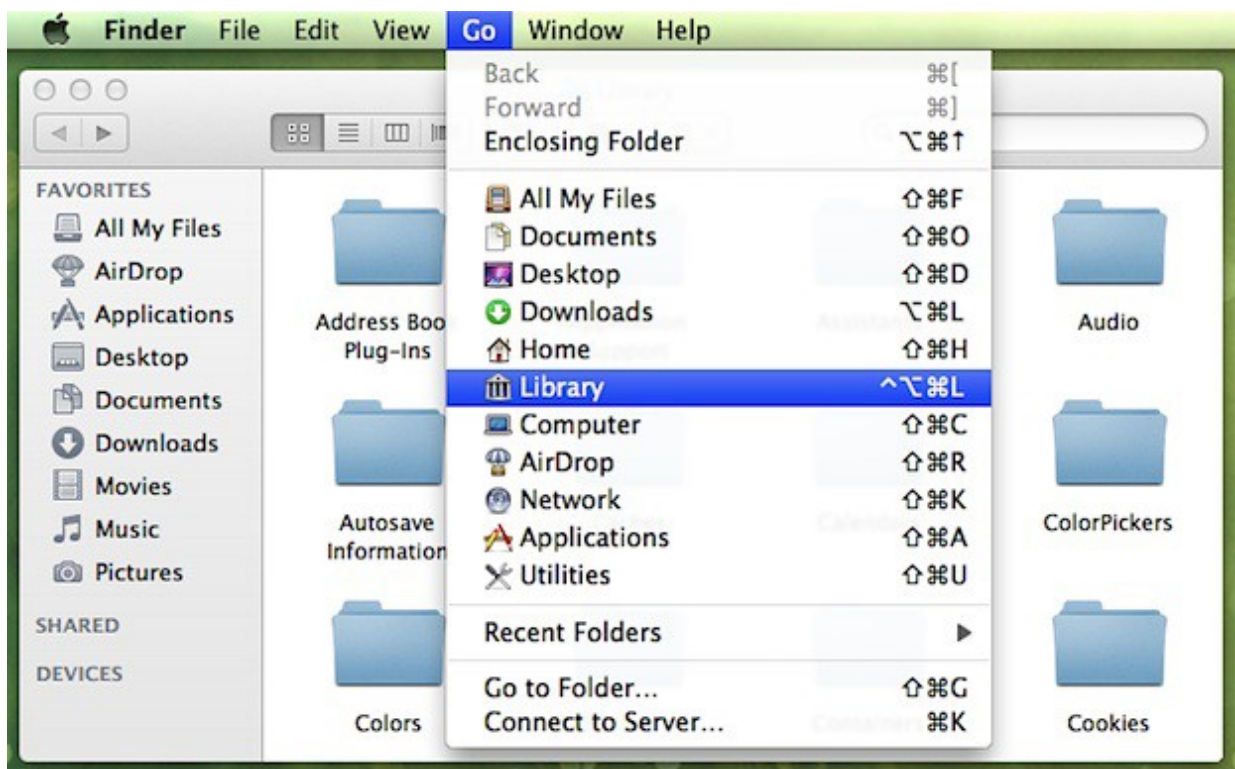 Finder File Edit View Go Window Help
Back ⌘[
Forward ⌘]
Enclosing Folder ⌥⌘↑
All My Files ⇧⌘F
Documents ⇧⌘O
Desktop ⇧⌘D
Downloads ⌥⌘L
Home ⇧⌘H
Library ^⌥⌘L
Computer ⇧⌘C
AirDrop ⇧⌘R
Network ⇧⌘K
Applications ⇧⌘A
Utilities ⇧⌘U
Recent Folders ▶
Go to Folder... ⇧⌘G
Connect to Server... ⌘K
FAVORITES
All My Files
AirDrop
Applications
Desktop
Documents
Downloads
Movies
Music
Pictures
SHARED
DEVICES
Address Boo
Plug-Ins
Audio
Autosave
Information
ColorPickers
Colors
Cookies